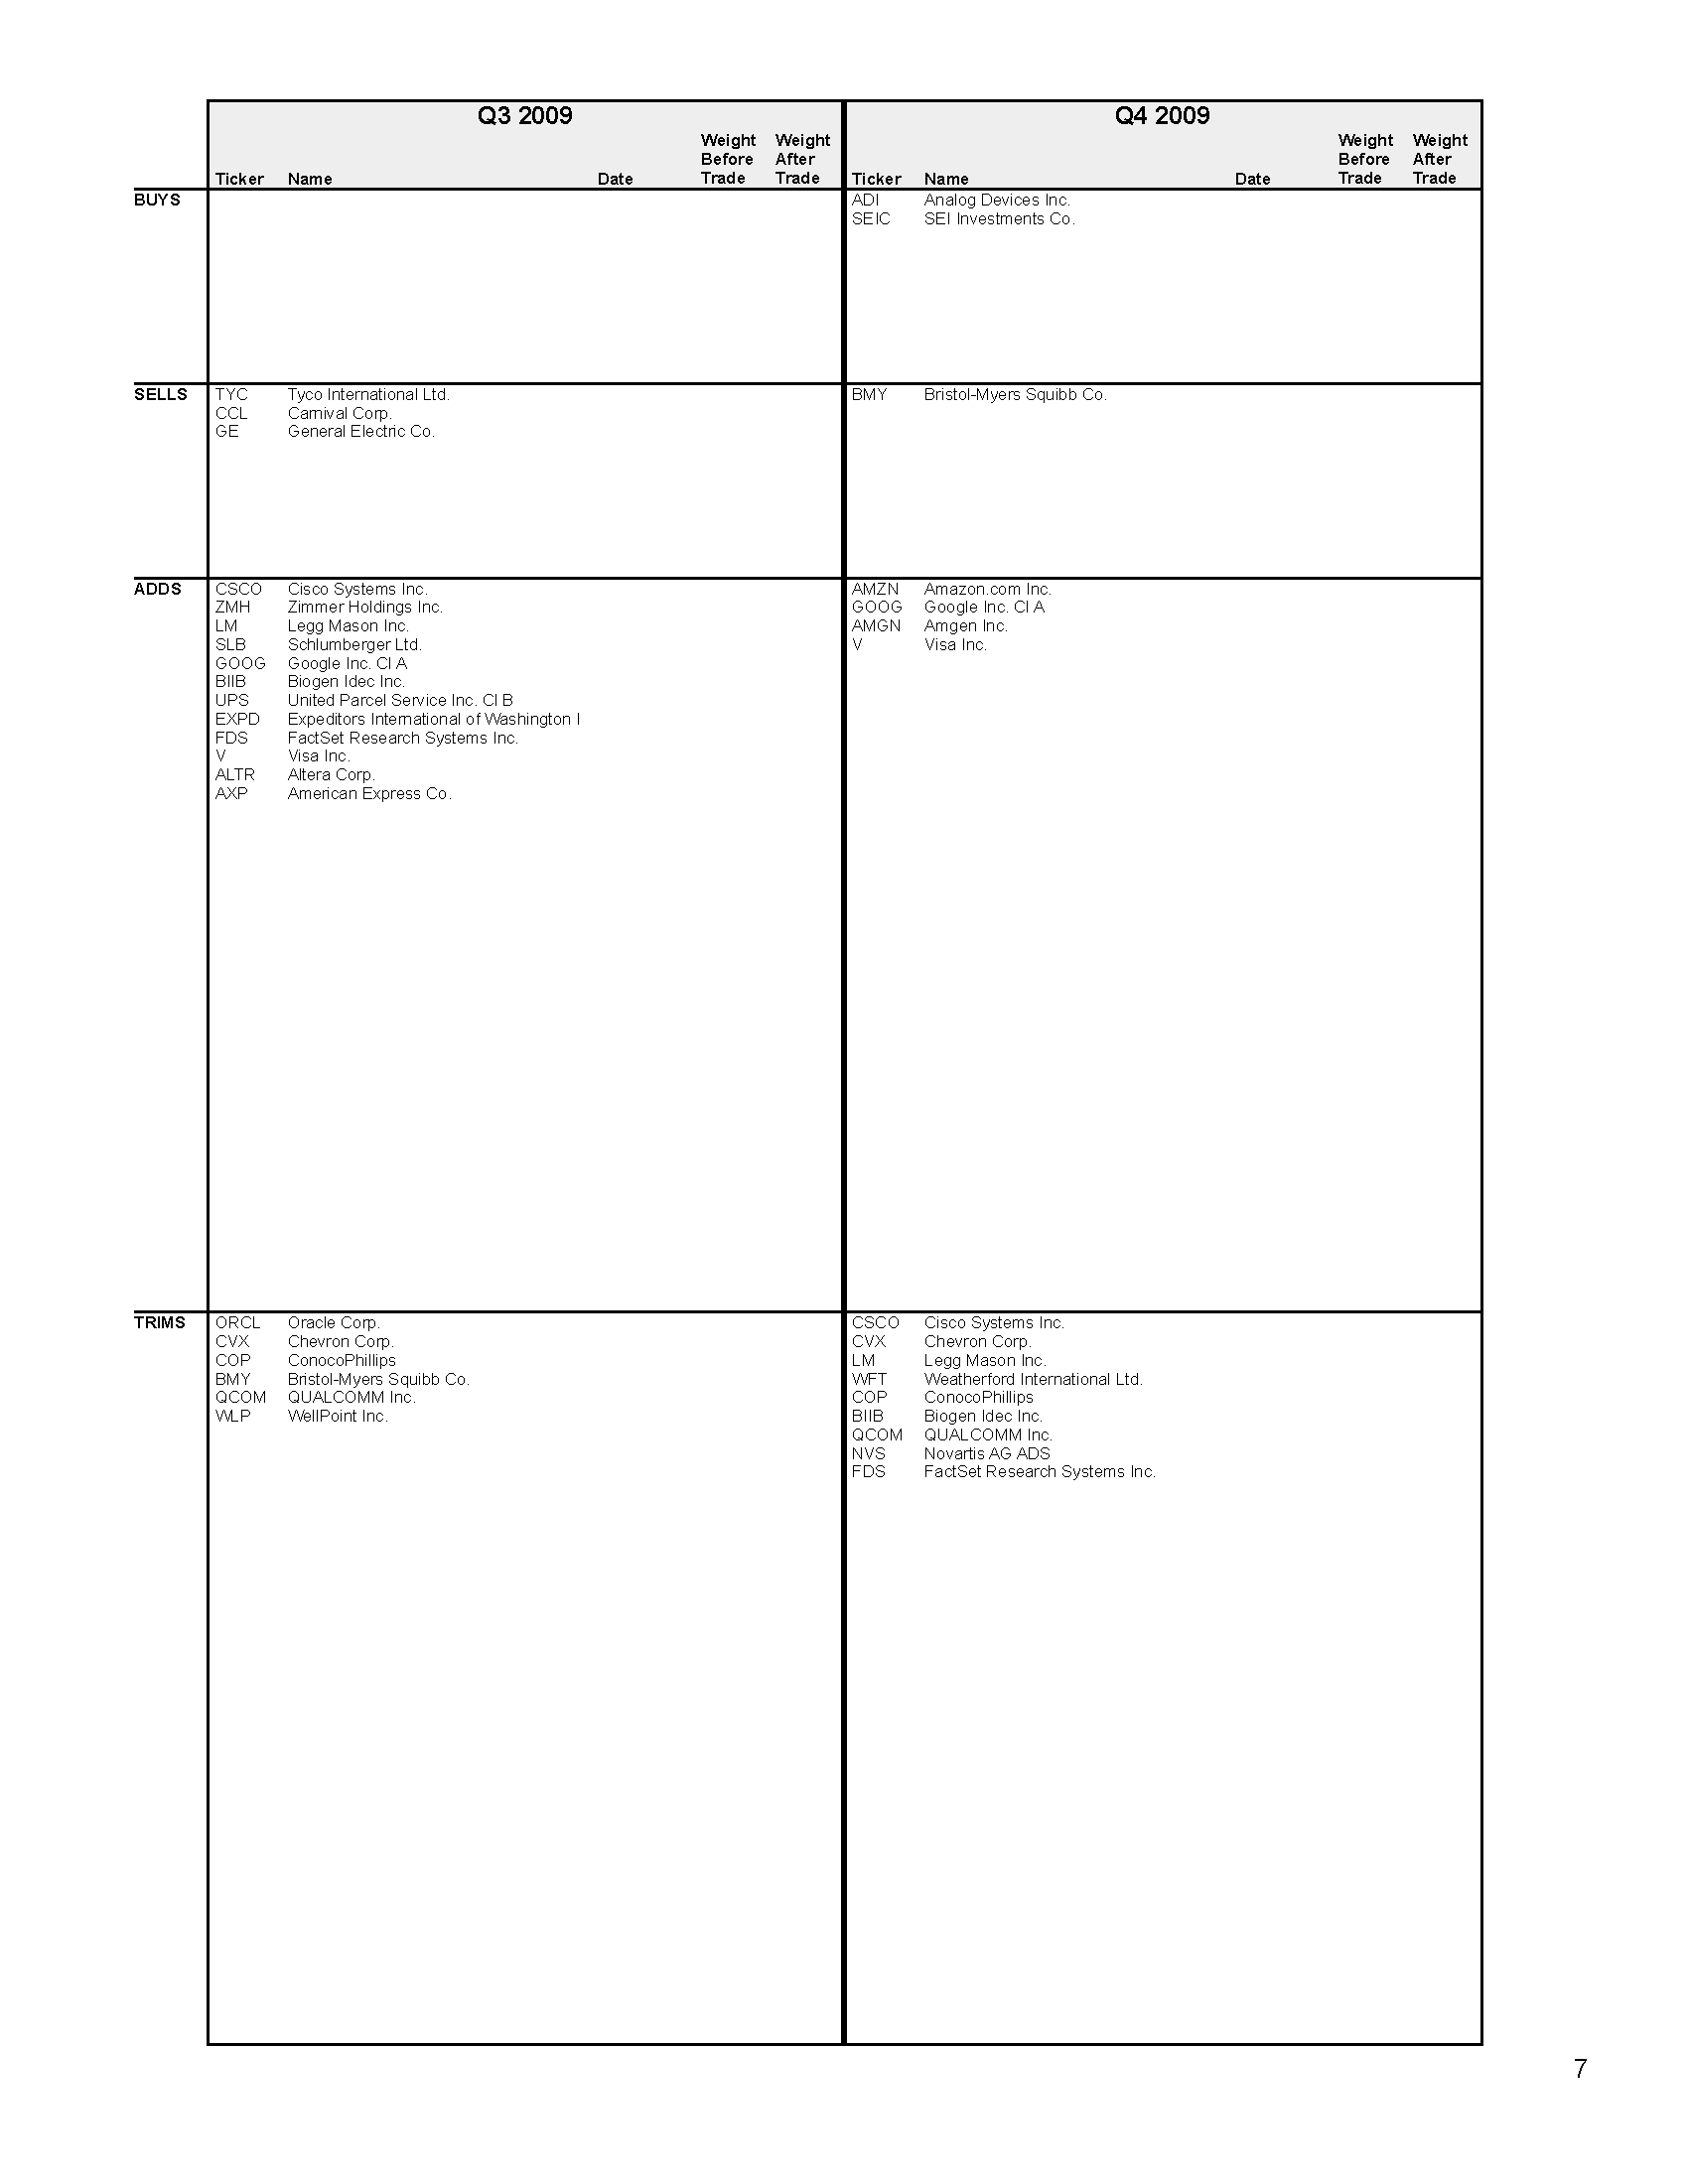 Q3 2009 Q4 2009
Weight Weight Weight Weight
Before After Before After
Ticker Name Date Trade Trade Ticker Name Date Trade Trade
BUYS ADI Analog Devices Inc.
SEIC SEI Investments Co.
SELLS TYC Tyco International Ltd. BMY Bristol-Myers Squibb Co.
CCL Carnival Corp.
GE General Electric Co.
ADDS CSCO Cisco Systems Inc. AMZN Amazon.com Inc.
ZMH Zimmer Holdings Inc. GOOG Google Inc. Cl A
LM Legg Mason Inc. AMGN Amgen Inc.
SLB Schlumberger Ltd. V Visa Inc.
GOOG Google Inc. Cl A
BIIB Biogen Idec Inc.
UPS United Parcel Service Inc. Cl B
EXPD Expeditors International of Washington I
FDS FactSet Research Systems Inc.
V Visa Inc.
ALTR Altera Corp.
AXP American Express Co.
TRIMS ORCL Oracle Corp. CSCO Cisco Systems Inc.
CVX Chevron Corp. CVX Chevron Corp.
COP ConocoPhillips LM Legg Mason Inc.
BMY Bristol-Myers Squibb Co. WFT Weatherford International Ltd.
QCOM QUALCOMM Inc. COP ConocoPhillips
WLP WellPoint Inc. BIIB Biogen Idec Inc.
QCOM QUALCOMM Inc.
NVS Novartis AG ADS
FDS FactSet Research Systems Inc.
7